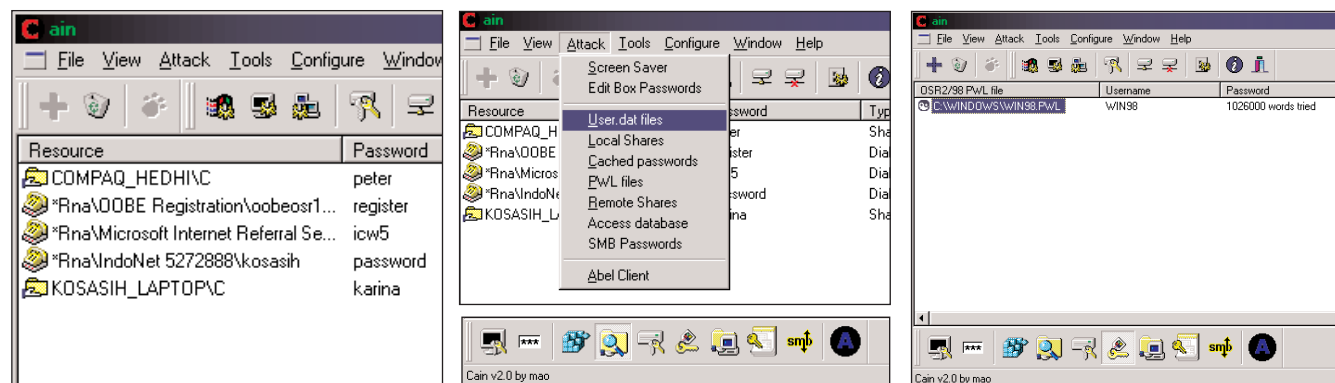 C ain
File View Attack Tools Configure Window
Resource Password
COMPAQ_HEDHI\C peter
*Rna\OOBE Registration\oobeosr1... register
*Rna\Microsoft Internet Referral Se... icw5
*Rna\IndoNet 5272888\kosasih password
KOSASIH_LAPTOP\C karina
C ain
File View Attack Tools Configure Window Help
Screen Saver
Edit Box Passwords
User.dat files
Local Shares
Cached passwords
PWL files
Remote Shares
Access database
SMB Passwords
Abel Client
Resource ssword Typ
COMPAQ_H er Sha
*Rna\OOBE ister Dial
*Rna\Micros 5 Dial
*Rna\IndoNe ssword Dial
KOSASIH_L ina Sha
*** smb A
Cain v2.0 by mao
C ain
File View Attack Tools Configure Window Help
OSR2/98 PWL file Username Password
C:\WINDOWS\WIN98.PWL WIN98 1026000 words tried
*** smb A
Cain v2.0 by mao